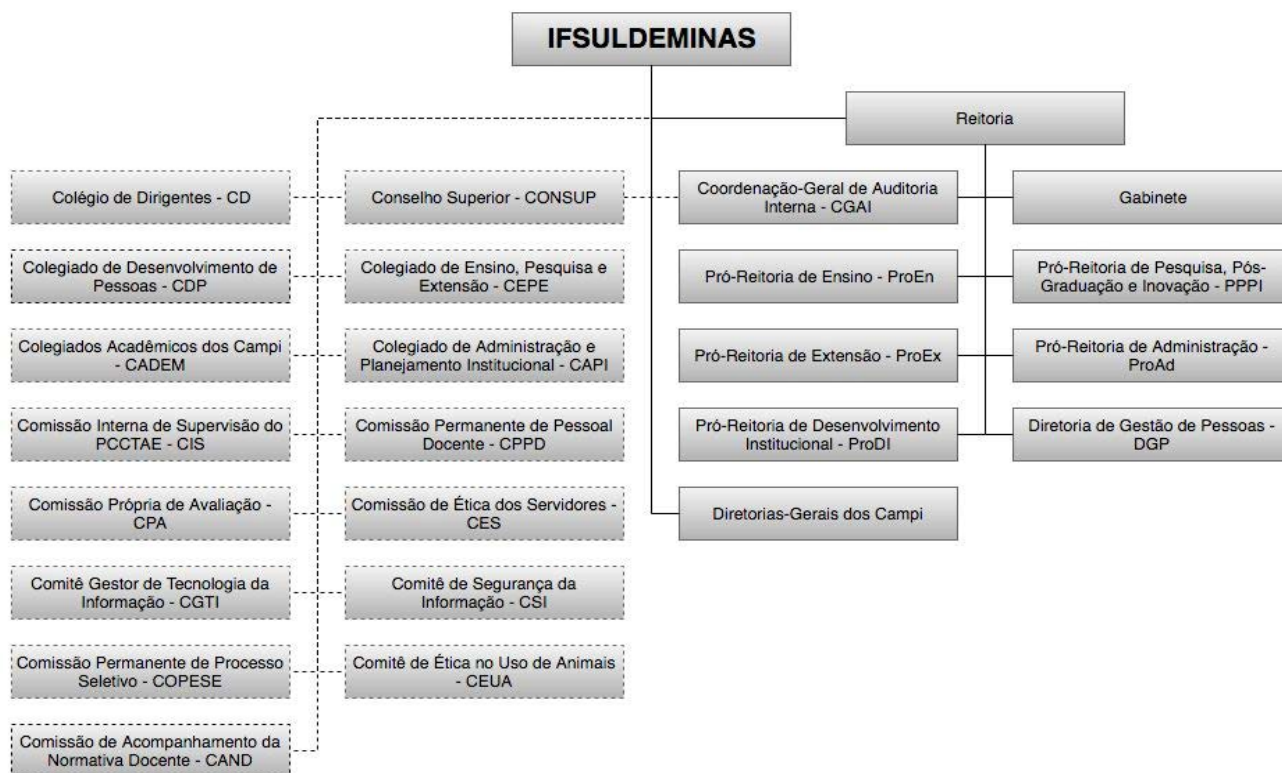 IFSULDEMINAS
Reitoria
Colégio de Dirigentes - CD
Conselho Superior - CONSUP
Coordenação-Geral de Auditoria
Interna - CGAI
Gabinete
Colegiado de Desenvolvimento de
Pessoas - CDP
Colegiado de Ensino, Pesquisa e
Extensão - CEPE
Pró-Reitoria de Ensino - ProEn
Pró-Reitoria de Pesquisa, Pós-
Graduação e Inovação - PPPI
Colegiados Acadêmicos dos Campi
- CADEM
Colegiado de Administração e
Planejamento Institucional - CAPI
Pró-Reitoria de Extensão - ProEx
Pró-Reitoria de Administração -
ProAd
Comissão Interna de Supervisão do
PCCTAE - CIS
Comissão Permanente de Pessoal
Docente - CPPD
Pró-Reitoria de Desenvolvimento
Institucional - ProDI
Diretoria de Gestão de Pessoas -
DGP
Comissão Própria de Avaliação -
CPA
Comissão de Ética dos Servidores -
CES
Diretorias-Gerais dos Campi
Comitê Gestor de Tecnologia da
Informação - CGTI
Comitê de Segurança da
Informação - CSI
Comissão Permanente de Processo
Seletivo - COPESE
Comitê de Ética no Uso de Animais -
CEUA
Comissão de Acompanhamento da
Normativa Docente - CAND